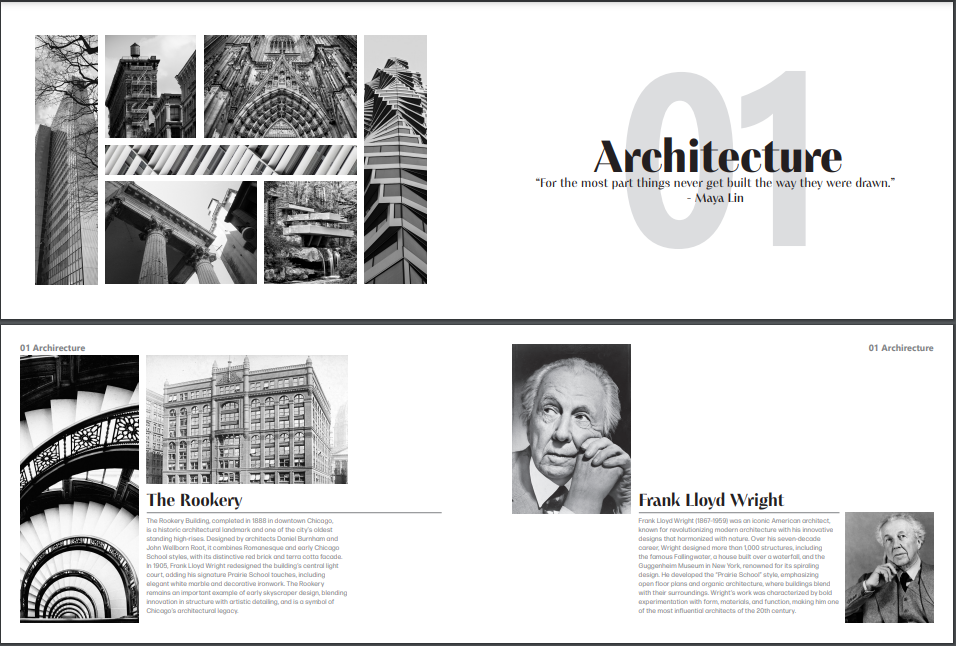 01
Architecture
“For the most part things never get built the way they were drawn.”
- Maya Lin
01 Archirecture
The Rookery
The Rookery Building, completed in 1888 in downtown Chicago,
is a historic architectural landmark and one of the city's oldest
standing high-rises. Designed by architects Daniel Burnham and
John Wellborn Root, it combines Romanesque and early Chicago
School styles, with its distinctive red brick and terra cotta facade.
In 1905, Frank Lloyd Wright redesigned the building's central light
court, adding his signature Prairie School touches, including
elegant white marble and decorative ironwork. The Rookery
remains an important example of early skyscraper design, blending
innovation in structure with artistic detailing, and is a symbol of
Chicago's architectural legacy.
01 Archirecture
Frank Lloyd Wright
Frank Lloyd Wright (1867-1959) was an iconic American architect,
known for revolutionizing modern architecture with his innovative
designs that harmonized with nature. Over his seven-decade
career, Wright designed more than 1,000 structures, including
the famous Fallingwater, a house built over a waterfall, and the
Guggenheim Museum in New York, renowned for its spiraling
design. He developed the "Prairie School" style, emphasizing
open floor plans and organic architecture, where buildings blend
with their surroundings. Wright's work was characterized by bold
experimentation with form, materials, and function, making him one
of the most influential architects of the 20th century.